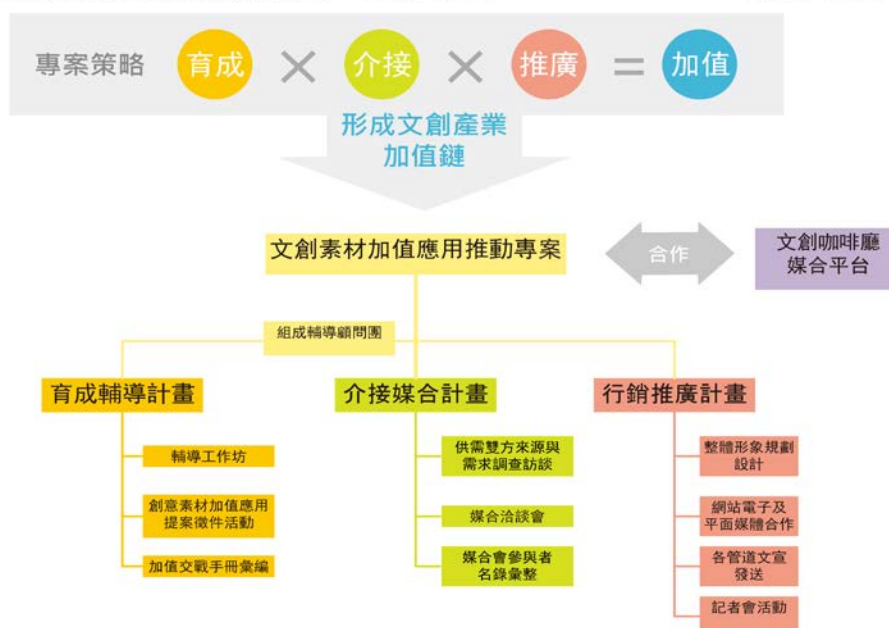 專案策略 育成 × 介接 × 推廣 = 加值
形成文創產業
加值鏈
文創素材加值應用推動專案
合作
文創咖啡廳
媒合平台
組成輔導顧問團
育成輔導計畫
輔導工作坊
創意素材加值應用
提案徵件活動
加值交戰手冊彙編
介接媒合計畫
供需雙方來源與
需求調查訪談
媒合洽談會
媒合會參與者
名錄彙整
行銷推廣計畫
整體形象規劃
設計
網站電子及
平面媒體合作
各管道文宣
發送
記者會活動